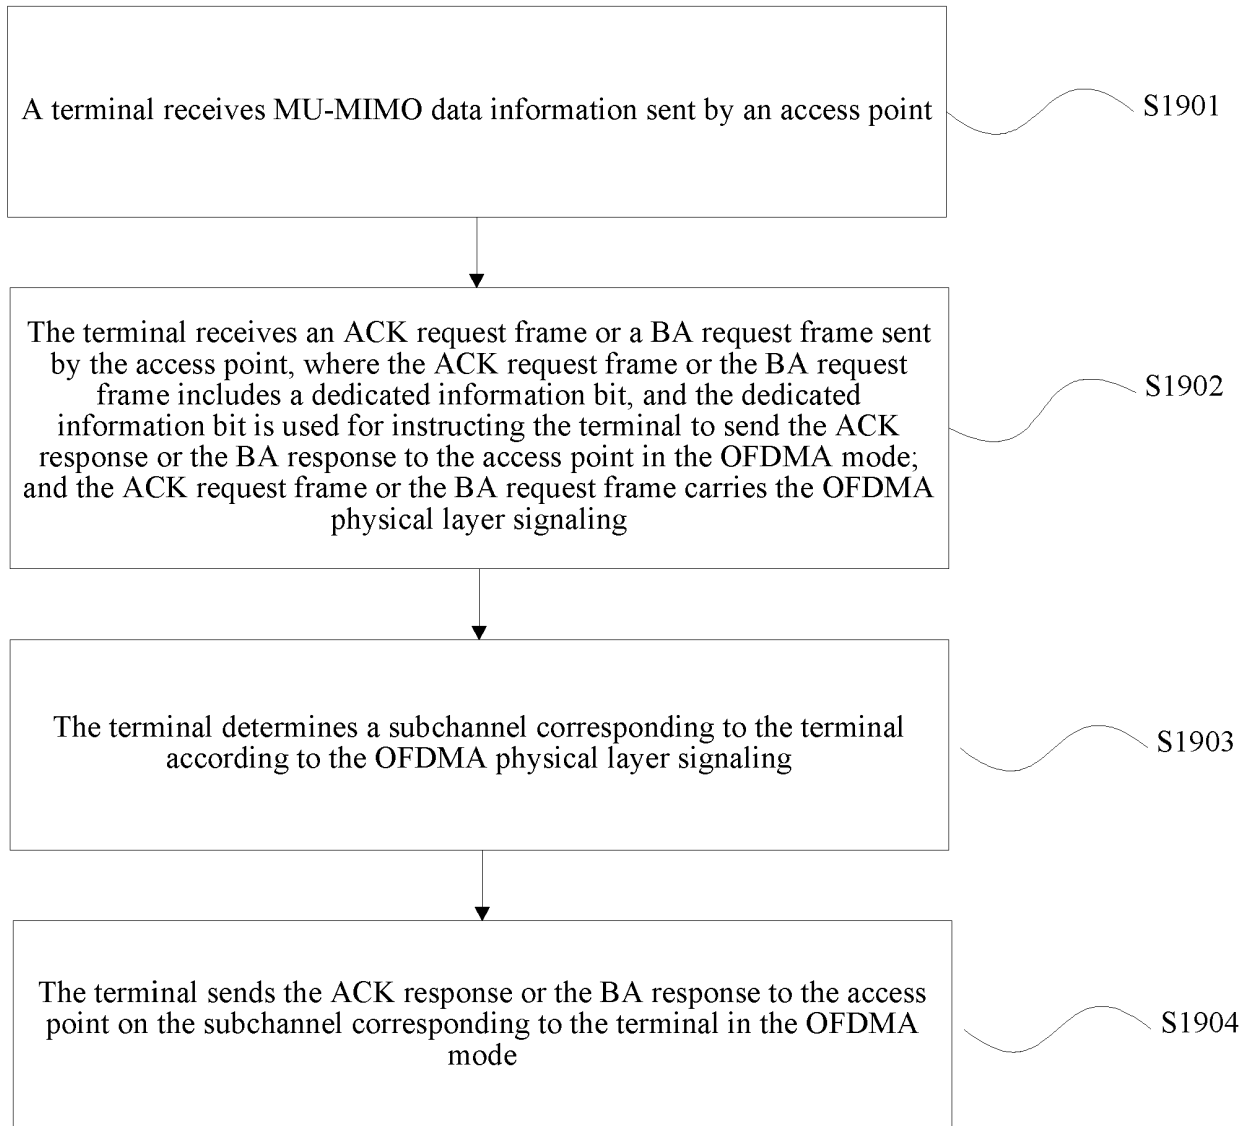 A terminal receives MU-MIMO data information sent by an access point
S1901
The terminal receives an ACK request frame or a BA request frame sent
by the access point, where the ACK request frame or the BA request
frame includes a dedicated information bit, and the dedicated
information bit is used for instructing the terminal to send the ACK
response or the BA response to the access point in the OFDMA mode;
and the ACK request frame or the BA request frame carries the OFDMA
physical layer signaling
S1902
The terminal determines a subchannel corresponding to the terminal
according to the OFDMA physical layer signaling
S1903
The terminal sends the ACK response or the BA response to the access
point on the subchannel corresponding to the terminal in the OFDMA
mode
S1904